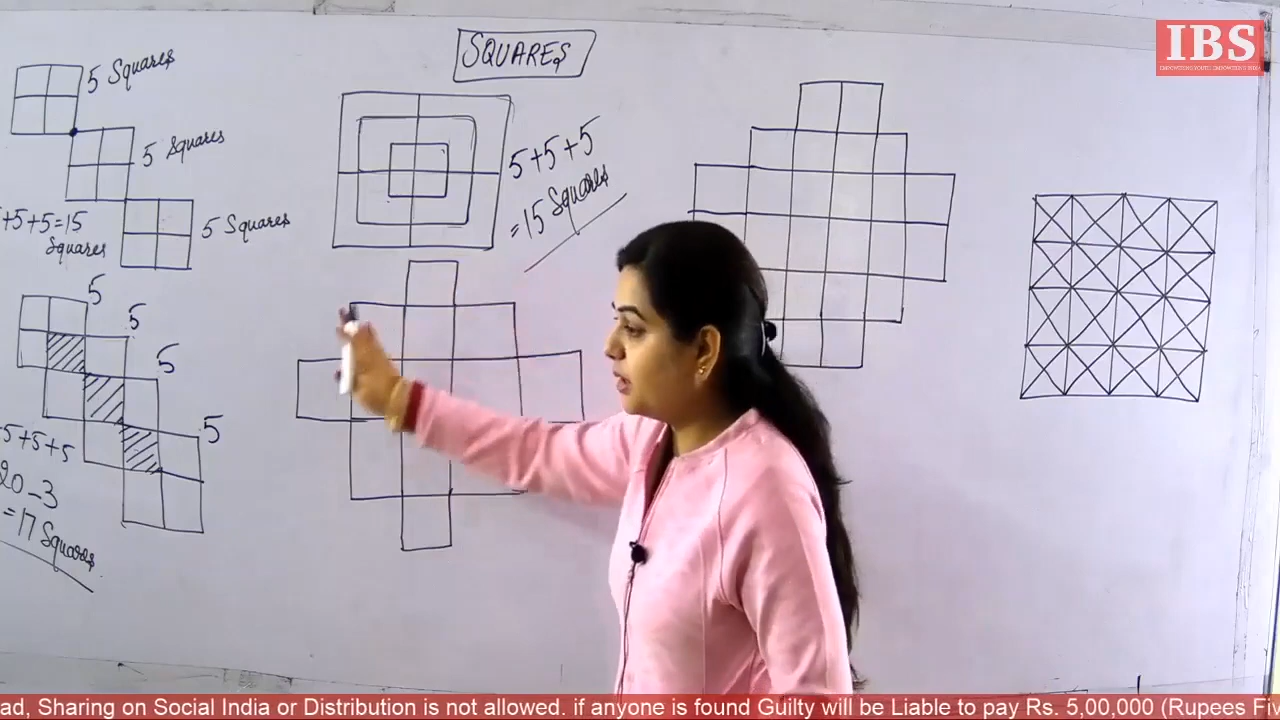 SQUARES
IBS
5 Squares
5 Squares
5 Squares
+5+5=15
Squares
5+5+5
=15 Squares
5
5
5
5
+5+5+5
20-3
=17 Squares
ad, Sharing on Social India or Distribution is not allowed. if anyone is found Guilty will be Liable to pay Rs. 5,00,000 (Rupees Fiv